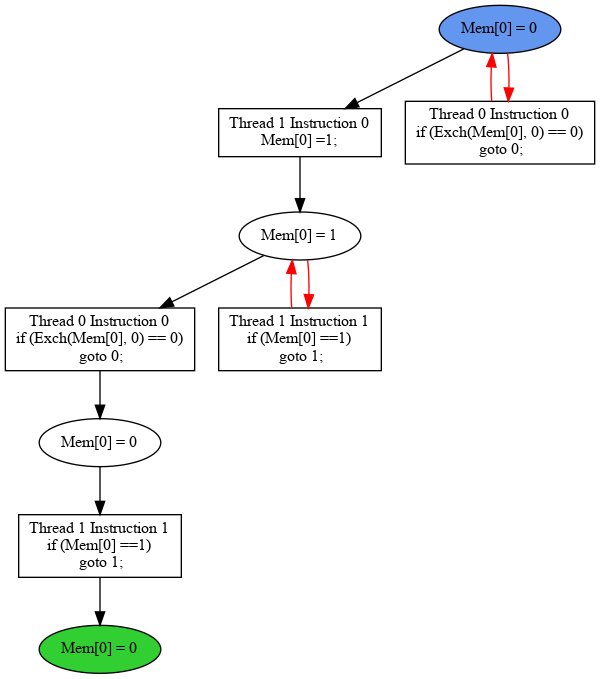 Mem[0] = 0
Thread 1 Instruction 0
Mem[0] =1;
Thread 0 Instruction 0
if (Exch(Mem[0], 0) == 0)
goto 0;
Mem[0] = 1
Thread 0 Instruction 0
if (Exch(Mem[0], 0) == 0)
goto 0;
Thread 1 Instruction 1
if (Mem[0] ==1)
goto 1;
Mem[0] = 0
Thread 1 Instruction 1
if (Mem[0] ==1)
goto 1;
Mem[0] = 0